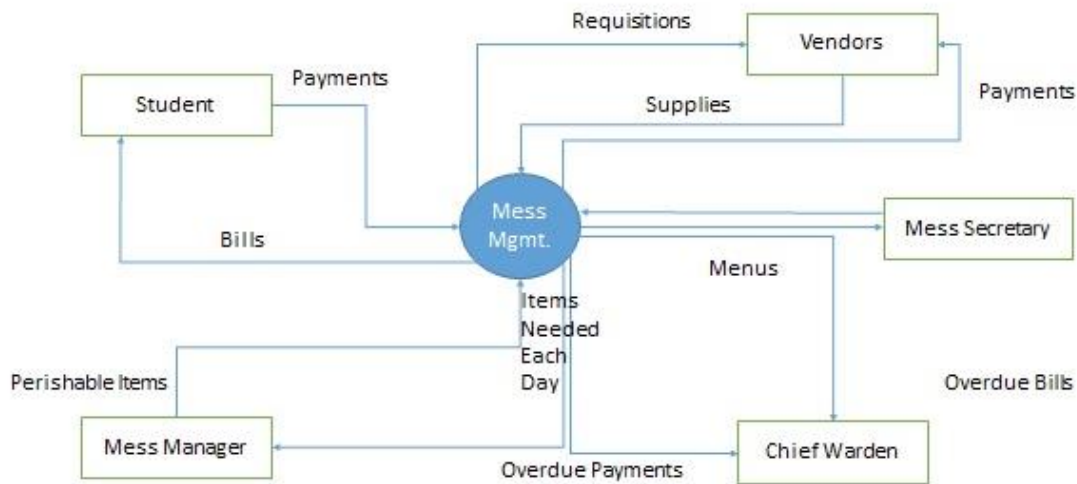 Requisitions
Vendors
Payments
Student
Supplies
Payments
Mess
Mgmt.
Mess Secretary
Bills
Menus
Items
Needed
Each
Day
Perishable Items
Overdue Bills
Mess Manager
Chief Warden
Overdue Payments